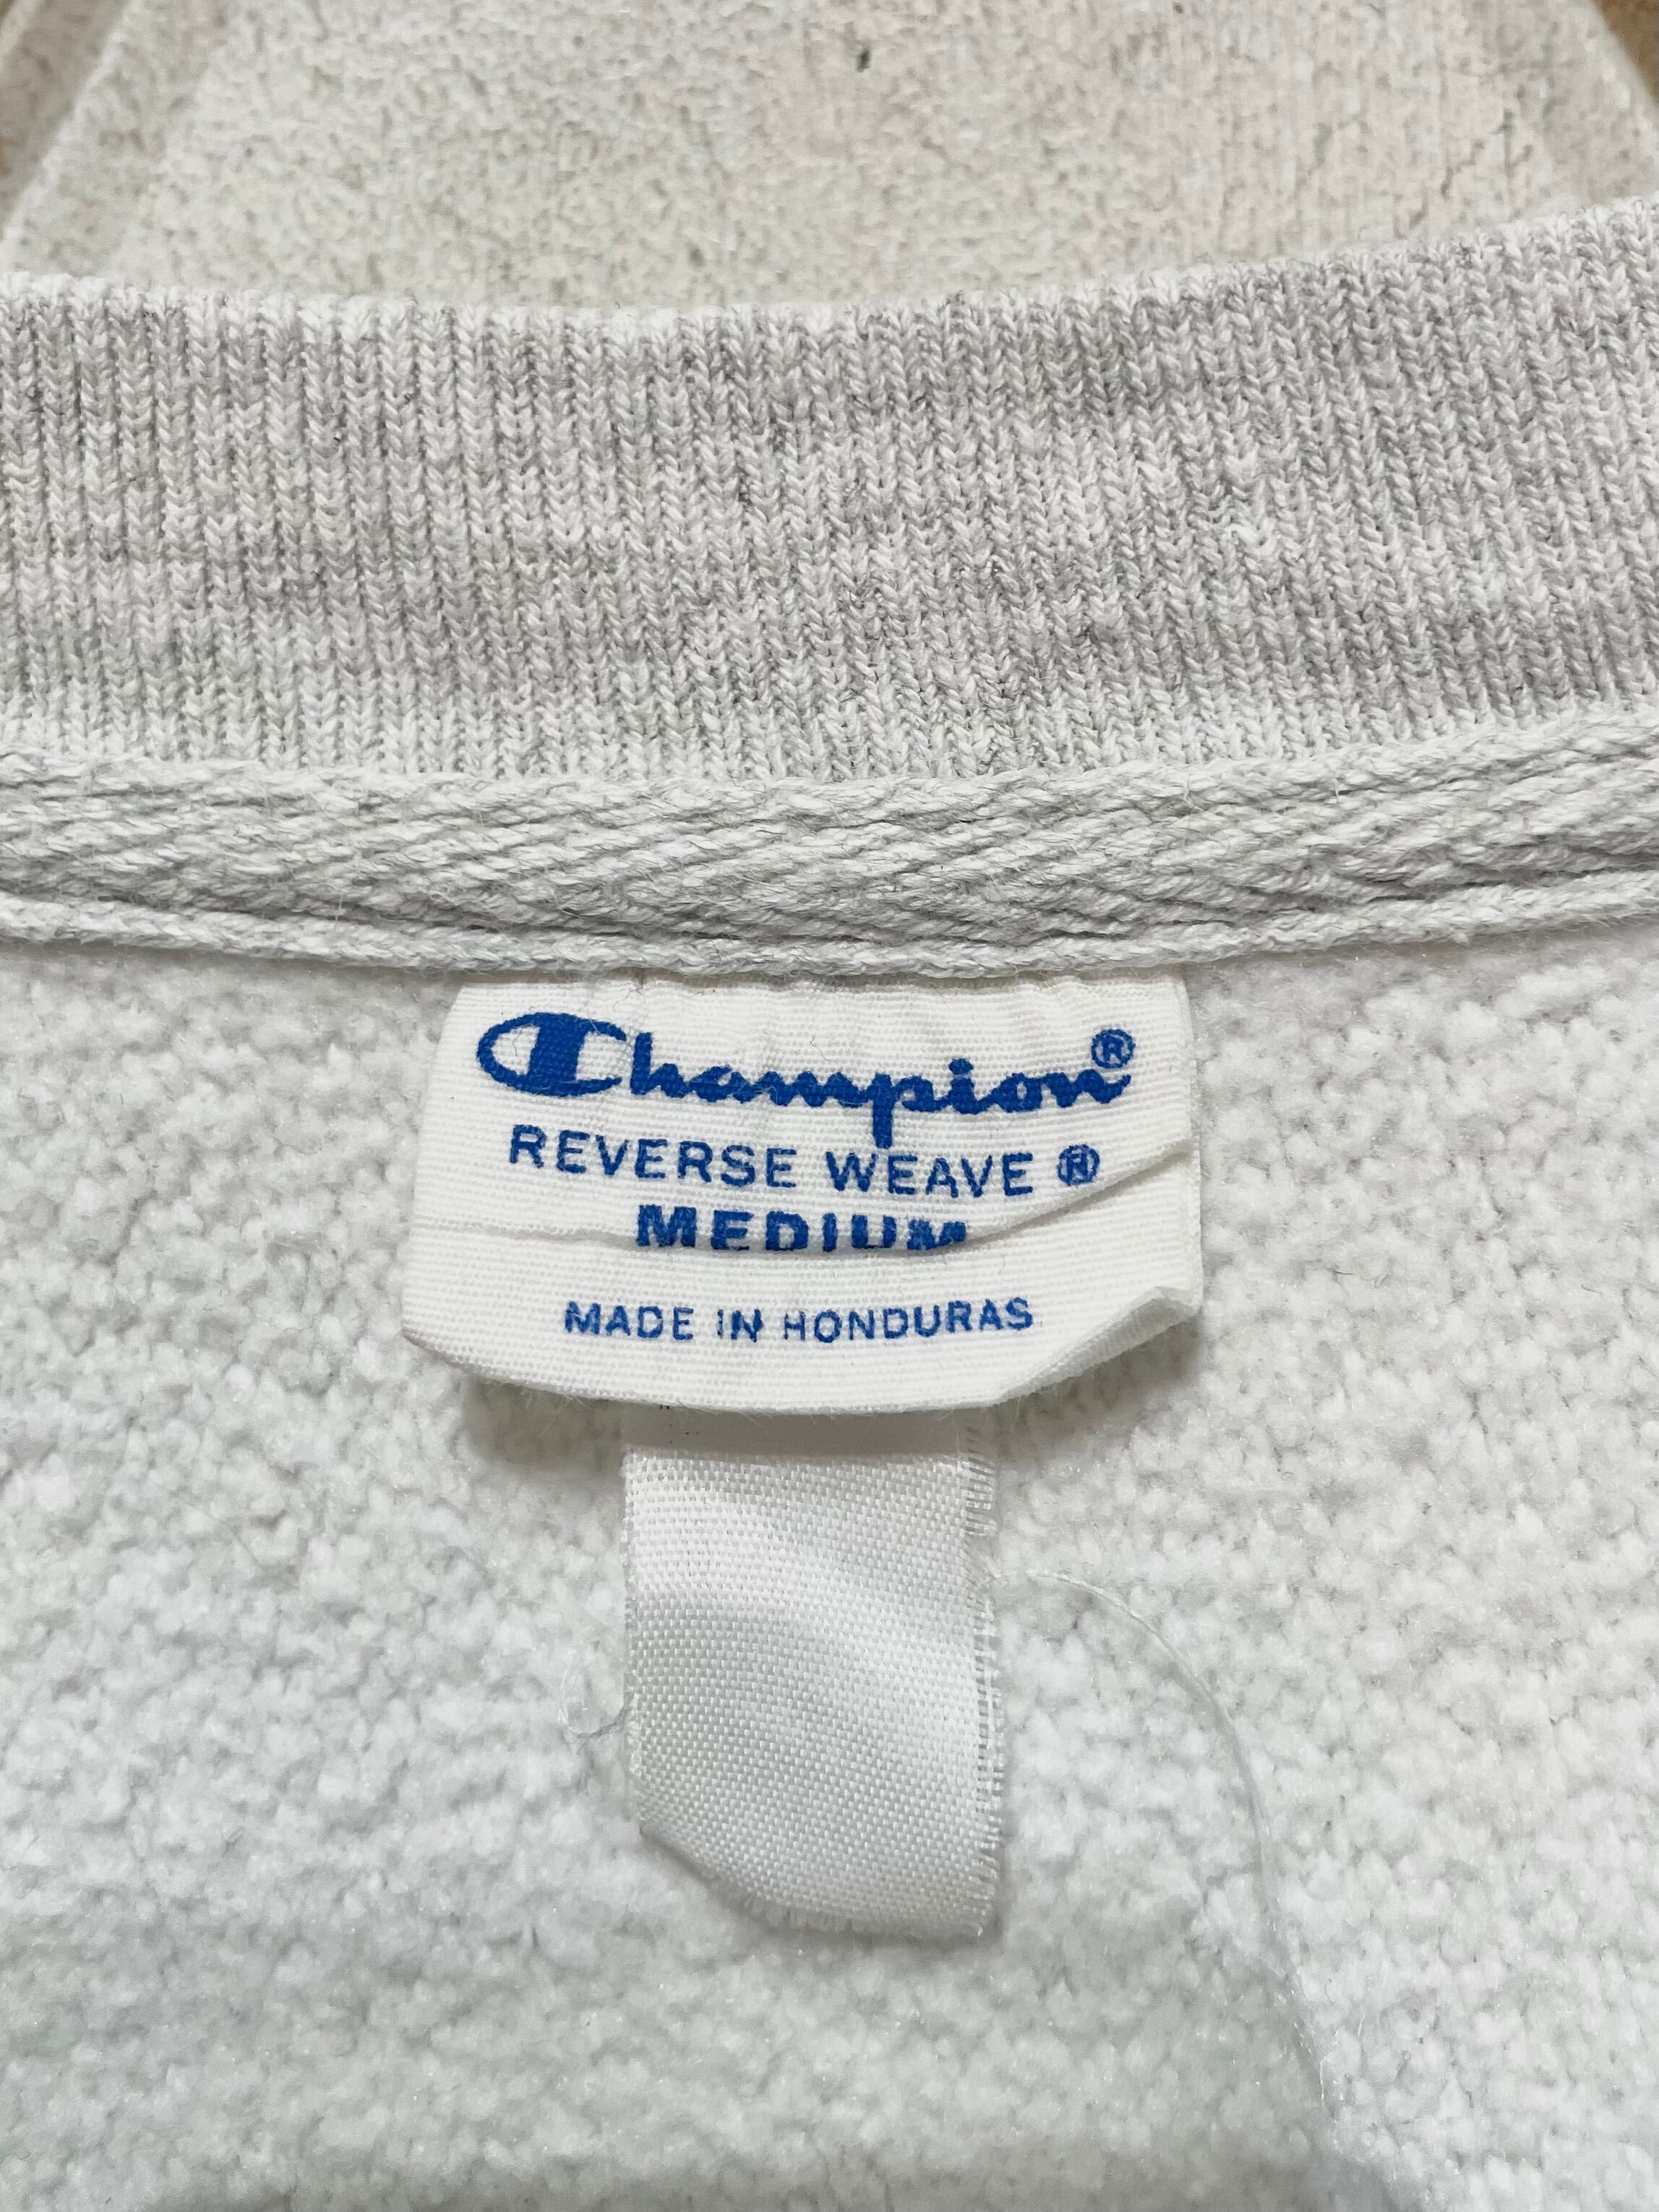 Champion®
REVERSE WEAVE ®
MEDIUM
MADE IN HONDURAS